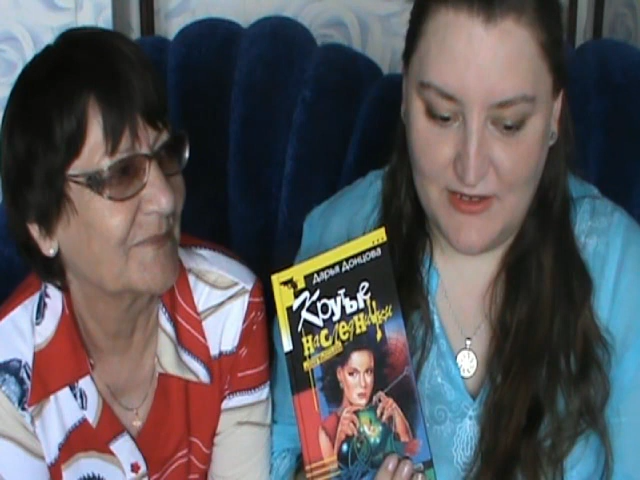 Дарья Донцова
Крутые
наследнички